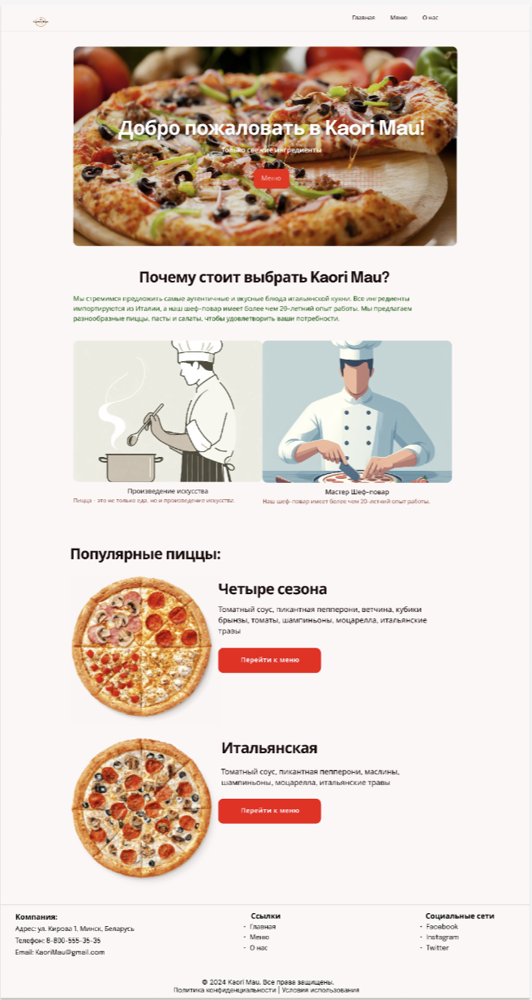 Главная Меню О нас
Добро пожаловать в Kaori Mau!
Только свежие ингредиенты
Меню
Почему стоит выбрать Kaori Mau?
Мы стремимся предложить самые аутентичные и вкусные блюда итальянской кухни. Все ингредиенты
импортируются из Италии, а наш шеф-повар имеет более чем 20-летний опыт работы. Мы предлагаем
разнообразные пиццы, пасты и салаты, чтобы удовлетворить ваши потребности.
Произведение искусства
Пицца - это не только еда, но и произведение искусства.
Мастер Шеф-повар
Наш шеф-повар имеет более чем 20-летний опыт работы.
Популярные пиццы:
Четыре сезона
Томатный соус, пикантная пепперони, ветчина, кубики
брынзы, томаты, шампиньоны, моцарелла, итальянские
травы
Перейти к меню
Итальянская
Томатный соус, пикантная пепперони, маслины,
шампиньоны, моцарелла, итальянские травы
Перейти к меню
Компания:
Адрес: ул. Кирова 1, Минск, Беларусь
Телефон: 8-800-555-35-35
Email: KaoriMau@gmail.com
Ссылки
- Главная
- Меню
- О нас
Социальные сети
- Facebook
- Instagram
- Twitter
© 2024 Kaori Mau. Все права защищены.
Политика конфиденциальности | Условия использования